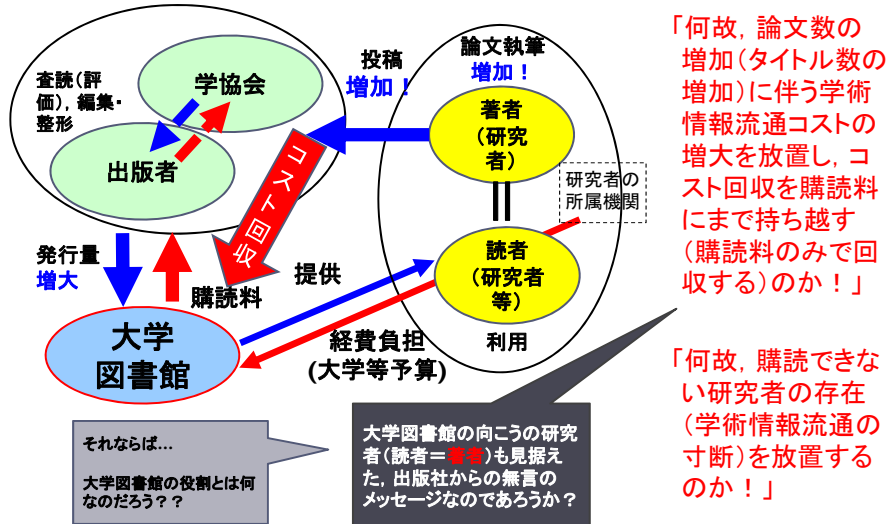 査読(評
価),編集・
整形
学協会
出版者
投稿
増加！
論文執筆
増加！
著者
(研究
者)
コスト回収
研究者の
所属機関
||
読者
(研究者
等)
利用
発行量
増大
購読料
提供
大学
図書館
経費負担
(大学等予算)
それならば…
大学図書館の役割とは何
なのだろう？？
大学図書館の向こうの研究
者(読者＝著者)も見据え
た,出版社からの無言の
メッセージなのであろうか？
「何故,論文数の
増加(タイトル数の
増加)に伴う学術
情報流通コストの
増大を放置し,コ
スト回収を購読料
にまで持ち越す
(購読料のみで回
収する)のか！」
「何故,購読できな
い研究者の存在
(学術情報流通の
寸断)を放置する
のか！」